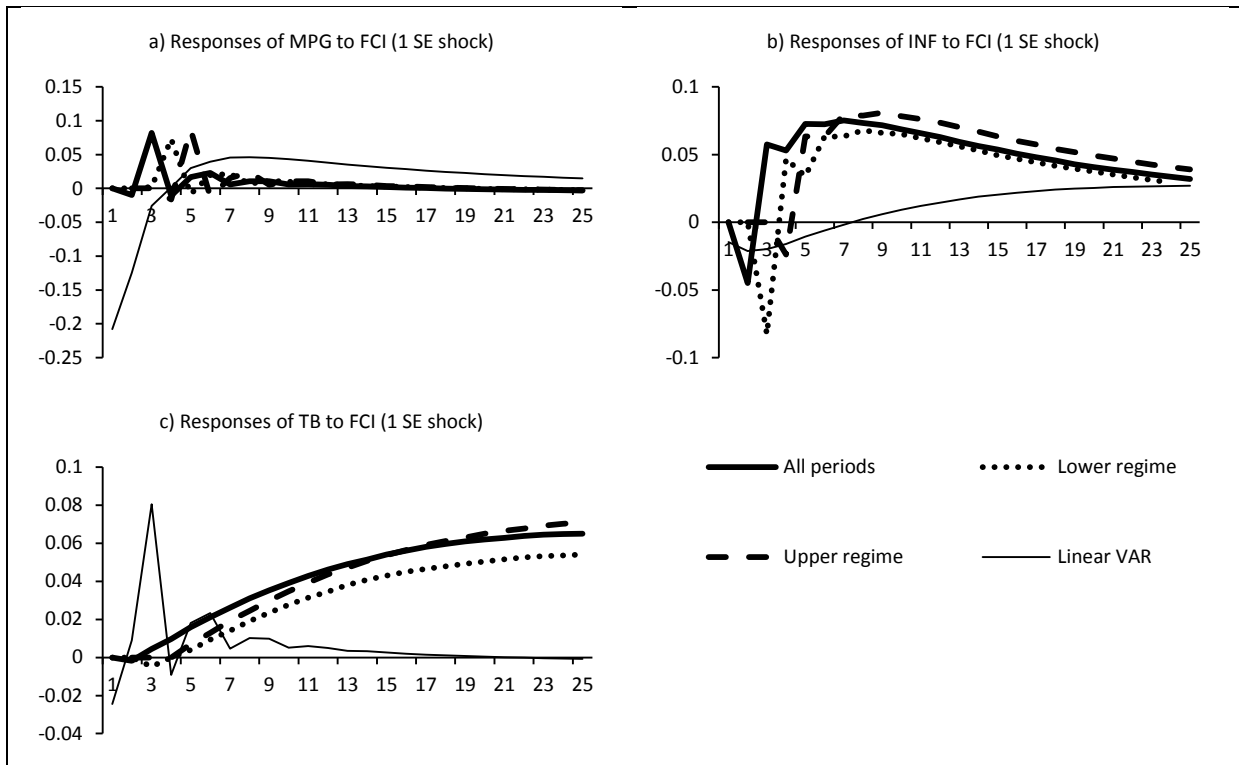 a) Responses of MPG to FCI (1 SE shock)
0.15
0.1
0.05
0
-0.05
-0.1
-0.15
-0.2
-0.25
1 3 5 7 9 11 13 15 17 19 21 23 25
b) Responses of INF to FCI (1 SE shock)
0.1
0.05
0
-0.05
-0.1
1 3 5 7 9 11 13 15 17 19 21 23 25
c) Responses of TB to FCI (1 SE shock)
0.1
0.08
0.06
0.04
0.02
0
-0.02
-0.04
1 3 5 7 9 11 13 15 17 19 21 23 25
All periods
Lower regime
Upper regime
Linear VAR